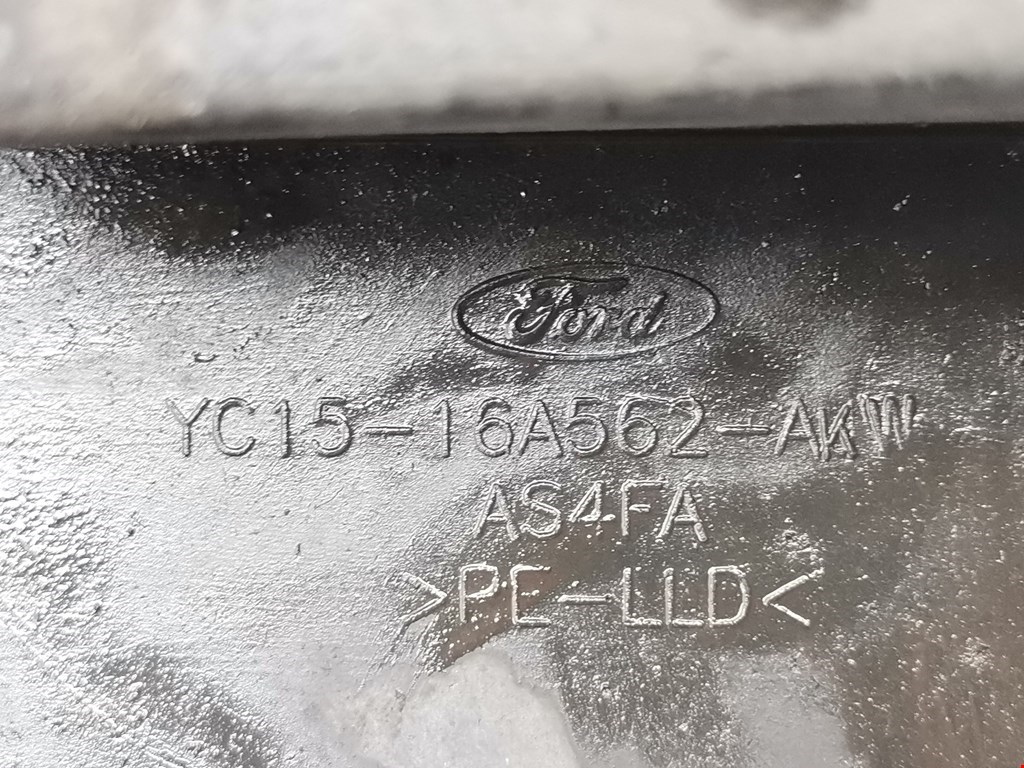 Ford
YC15-16A562-AKW
AS4FA
>PE-LLD<